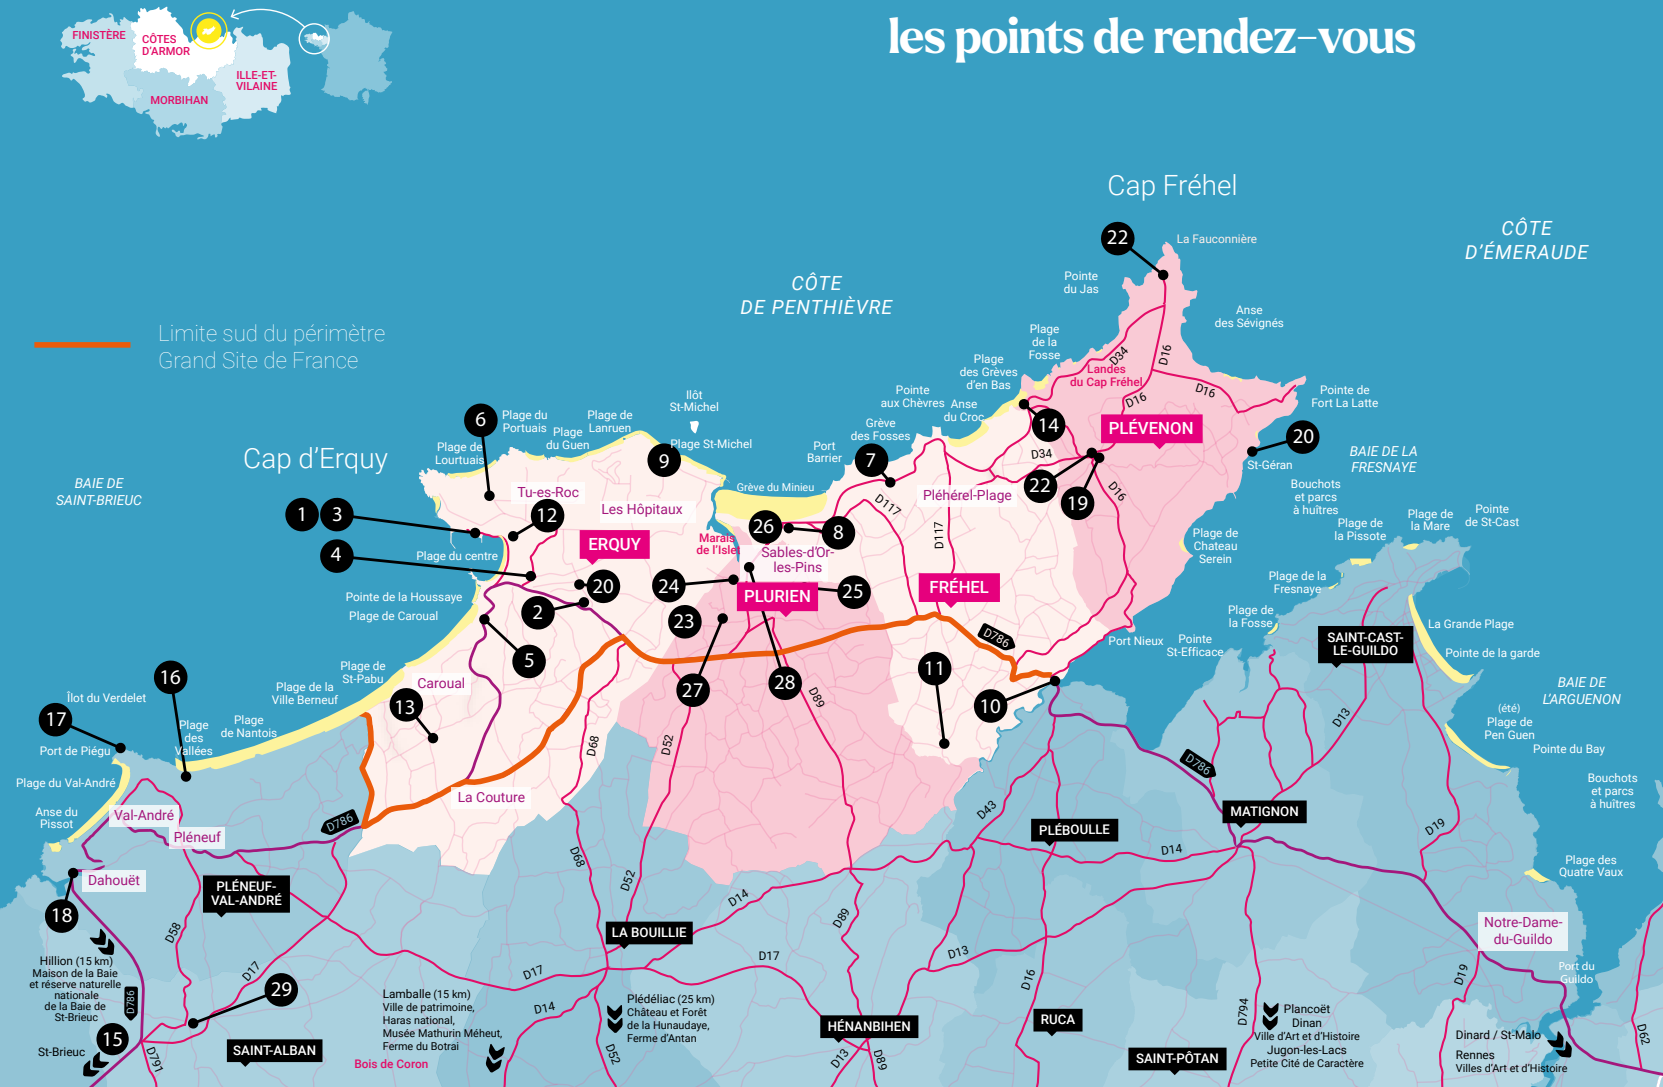 les points de rendez-vous
FINISTÈRE
CÔTES
D'ARMOR
ILLE-ET-
VILAINE
MORBIHAN
Cap Fréhel
22
La Fauconnière
CÔTE
D'ÉMERAUDE
Pointe
du Jas
CÔTE
DE PENTHIÈVRE
Anse
des Sévignés
Limite sud du périmètre
Grand Site de France
Plage
de la
Fosse
D34
D16
Landes
du Cap Fréhel
Plage
des Grèves
d'en Bas
D16
D16
Pointe de
Fort La Latte
Pointe
aux Chèvres
Anse
du Croc
Ilôt
St-Michel
6
Plage du
Portuais
Plage de
Lanruen
Plage
du Guen
Plage St-Michel
Plage de
Lourtuais
Grève
des Fosses
Port
Barrier
14
PLÉVENON
20
BAIE DE LA
FRESNAYE
Cap d'Erquy
9
7
D34
St-Géran
BAIE DE
SAINT-BRIEUC
Tu-es-Roc
Grève du Minieu
22
19
D16
Bouchots
et parcs
à huîtres
Pléhérel-Plage
D117
D117
1
3
12
Les Hôpitaux
26
8
Plage de
la Pissote
Plage de
la Mare
Pointe
de St-Cast
4
Plage du centre
ERQUY
Marais
de l'Islet
Sables-d'Or-
les-Pins
Plage de
Chateau
Serein
20
24
25
FRÉHEL
PLURIEN
Plage de la
Fresnaye
Pointe de la Houssaye
2
Plage de Caroual
23
Plage de
la Fosse
La Grande Plage
D786
Port Nieux
Pointe
St-Efficace
SAINT-CAST-
LE-GUILDO
Pointe de la garde
5
16
Plage de
St-Pabu
Caroual
11
Plage de la
Ville Berneuf
27
28
D89
BAIE DE
L'ARGUENON
Îlot du Verdelet
13
10
17
Plage
des
Vallées
Plage
de Nantois
(été)
Plage de
Pen Guen
D13
Port de Piégu
D68
D52
Pointe du Bay
D786
Plage du Val-André
La Couture
Bouchots
et parcs
à huîtres
Anse du
Pissot
Val-André
D786
D43
MATIGNON
Pléneuf
PLÉBOULLE
D19
D14
D68
Dahouët
D52
Plage des
Quatre Vaux
PLÉNEUF-
VAL-ANDRÉ
D14
18
D58
D89
LA BOUILLIE
Notre-Dame-
du-Guildo
Hillion (15 km)
Maison de la Baie
et réserve naturelle
nationale
de la Baie de
St-Brieuc
D17
D17
D17
D13
Port du
Guildo
D19
D16
29
D786
Lamballe (15 km)
Ville de patrimoine,
Haras national,
Musée Mathurin Méheut,
Ferme du Botrai
Bois de Coron
D14
Plédéliac (25 km)
Château et Forêt
de la Hunaudaye,
Ferme d'Antan
D52
HÉNANBIHEN
RUCA
D794
Plancoët
Dinan
Ville d'Art et d'Histoire
Jugon-les-Lacs
Petite Cité de Caractère
15
St-Brieuc
D791
SAINT-ALBAN
D13
D89
SAINT-PÔTAN
Dinard / St-Malo
Rennes
Villes d'Art et d'Histoire
D62